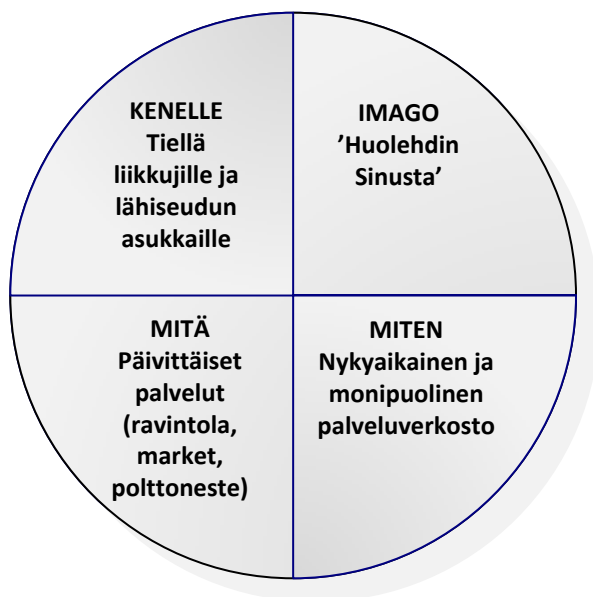 KENELLE
Tiellä
liikkujille ja
lähiseudun
asukkaille
IMAGO
’Huolehdin
Sinusta’
MITÄ
Päivittäiset
palvelut
(ravintola,
market,
polttoneste)
MITEN
Nykyaikainen ja
monipuolinen
palveluverkosto